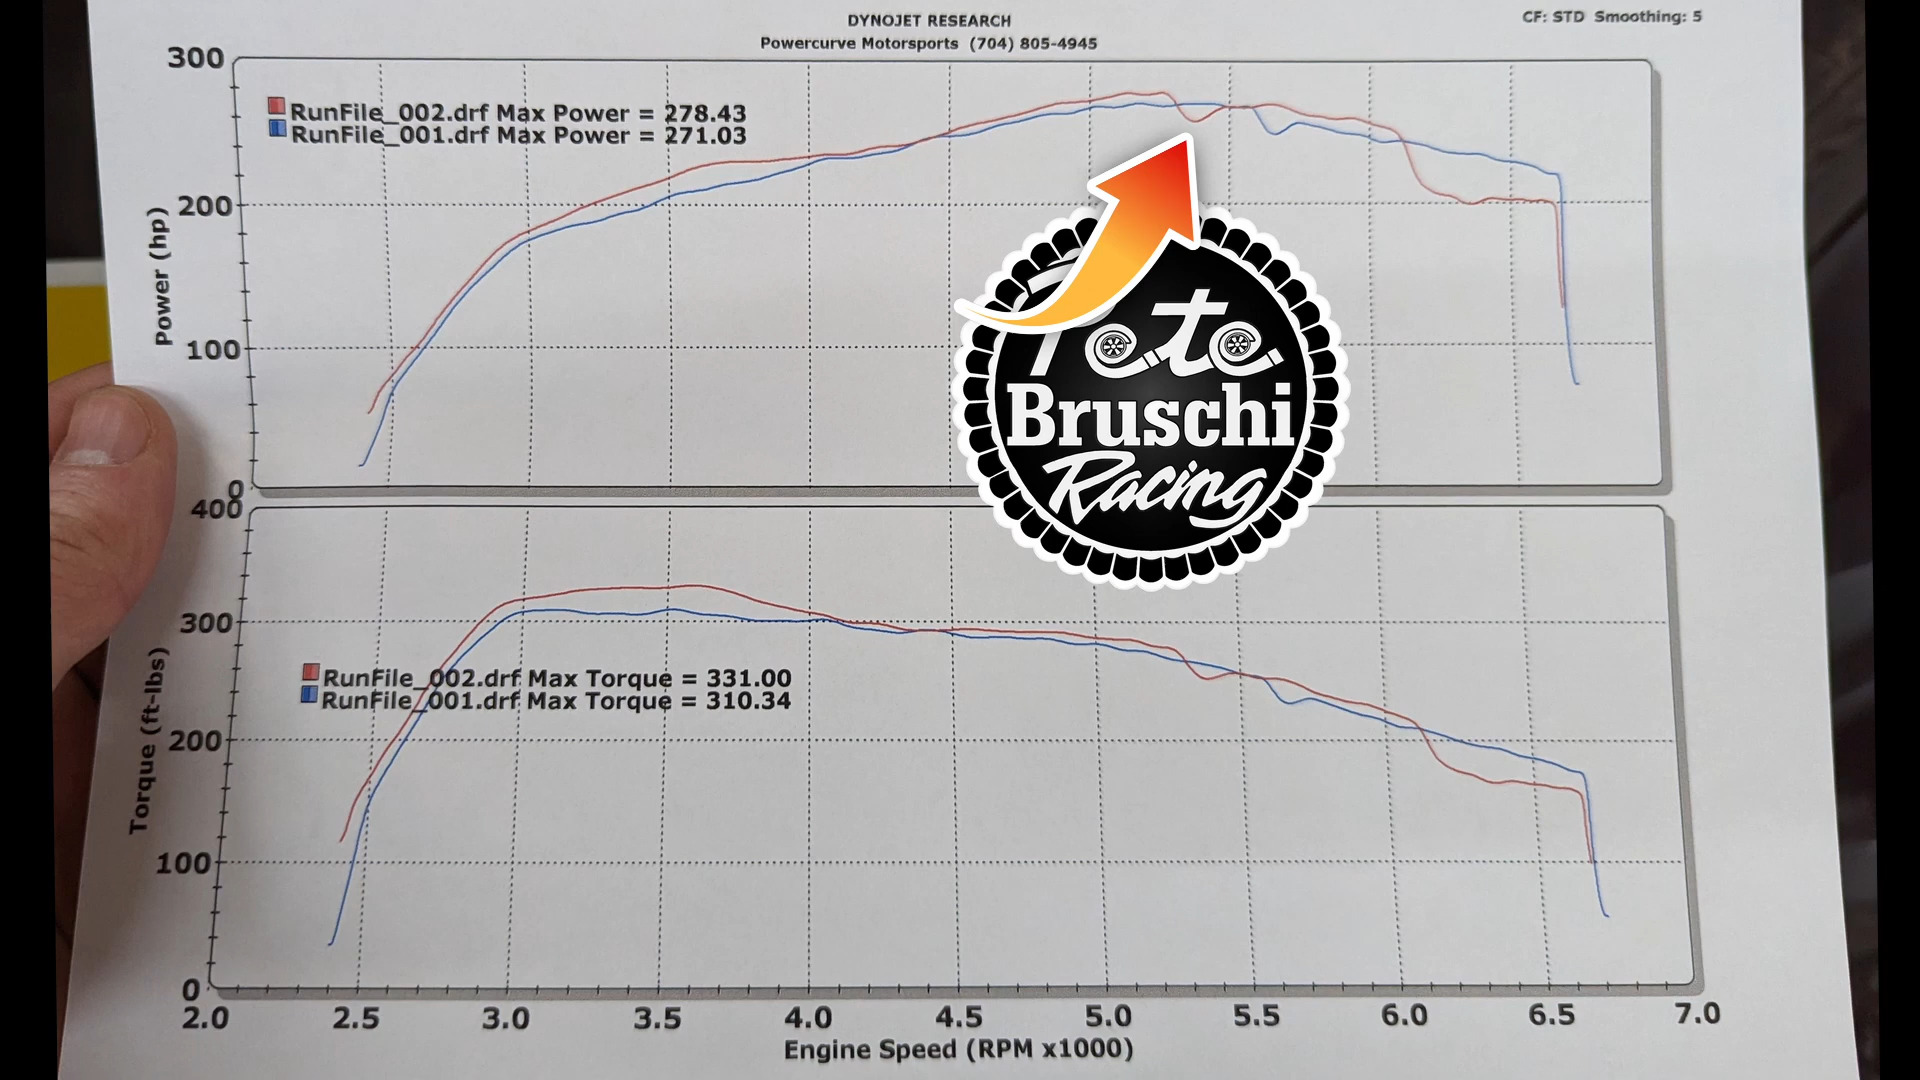 DYNOJET RESEARCH
CF: STD Smoothing: 5
Powercurve Motorsports (704) 805-4945
300
RunFile_002.drf Max Power = 278.43
RunFile_001.drf Max Power = 271.03
200
Power (hp)
100
0
Pete
Bruschi
Racing
400
300
RunFile_002.drf Max Torque = 331.00
RunFile_001.drf Max Torque = 310.34
200
Torque (ft-lbs)
100
0
2.0 2.5 3.0 3.5 4.0 4.5 5.0 5.5 6.0 6.5 7.0
Engine Speed (RPM x1000)